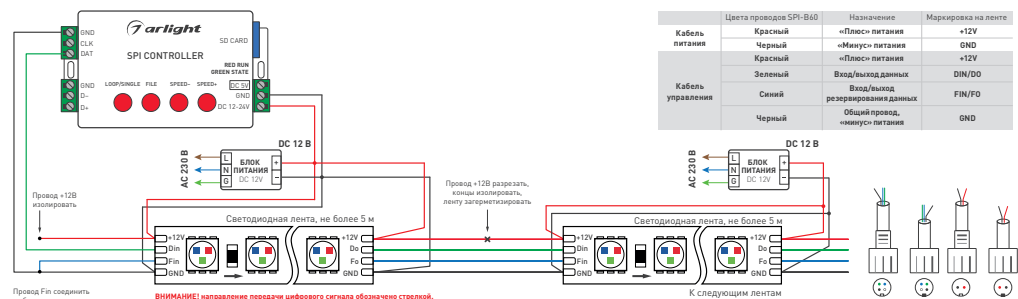 GND
CLK
DAT
arlight
SD CARD
SPI CONTROLLER
RED RUN
GREEN STATE
GND
D−
D+
LOOP/SINGLE FILE SPEED− SPEED+
DC 5V
GND
DC 12-24V
Цвета проводов SPI-B60 Назначение Маркировка на ленте
Кабель питания
Красный «Плюс» питания +12V
Черный «Минус» питания GND
Кабель управления
Красный «Плюс» питания +12V
Зеленый Вход/выход данных DIN/DO
Синий Вход/выход резервирования данных FIN/FO
Черный Общий провод, «минус» питания GND
DC 12 В
AC 230 В
L
N
G
БЛОК
ПИТАНИЯ
DC 12V
+
−
DC 12 В
AC 230 В
L
N
G
БЛОК
ПИТАНИЯ
DC 12V
+
−
Провод +12В
изолировать
Провод +12В разрезать,
концы изолировать,
ленту загерметизировать
Светодиодная лента, не более 5 м
+12V
Din
Fin
GND
+12V
Do
Fo
GND
Светодиодная лента, не более 5 м
+12V
Din
Fin
GND
+12V
Do
Fo
GND
К следующим лентам
Провод Fin соединить
ВНИМАНИЕ! направление передачи цифрового сигнала обозначено стрелкой.